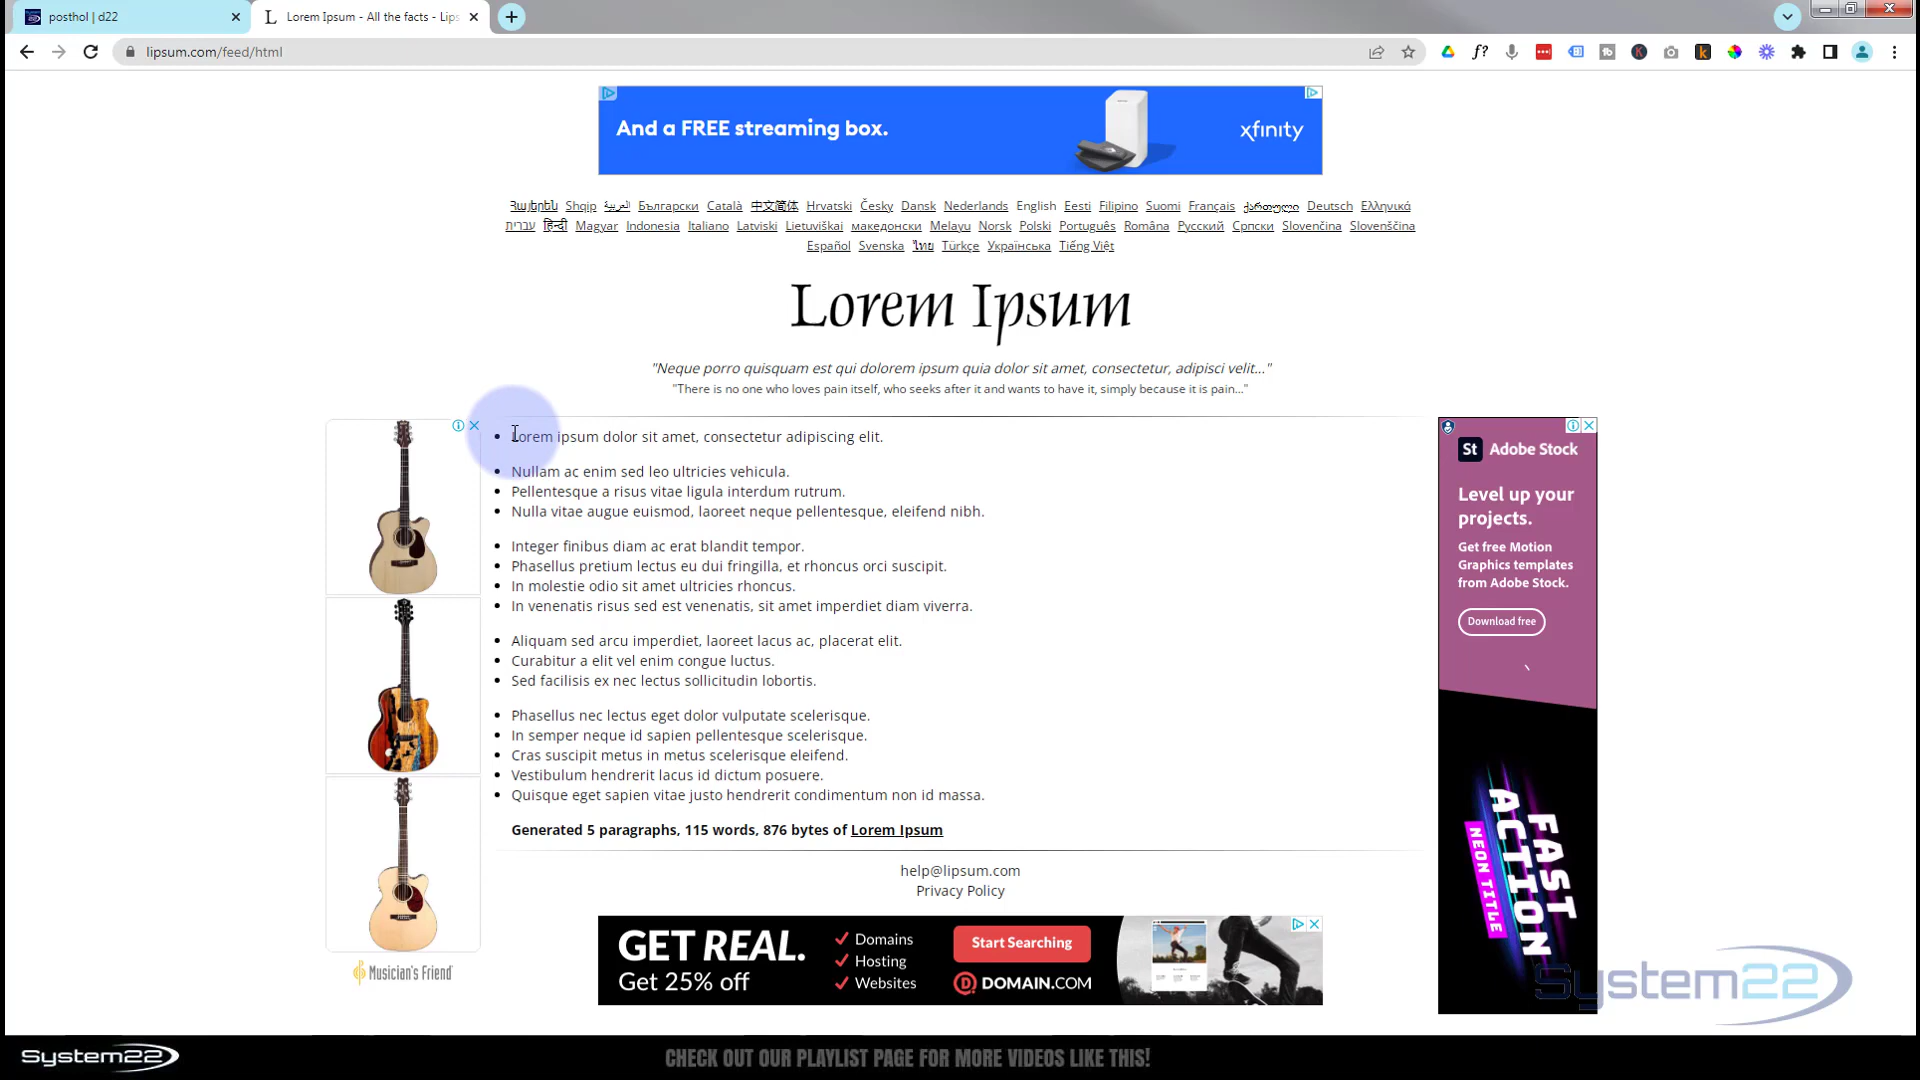 posthol | d22
Lorem Ipsum - All the facts - Lips
lipsum.com/feed/html
And a FREE streaming box.
xfinity
Հայերեն Shqip العربية Български Català 中文简体 Hrvatski Česky Dansk Nederlands English Eesti Filipino Suomi Français ქართული Deutsch Ελληνικά
עברית हिन्दी Magyar Indonesia Italiano Latviski Lietuviškai македонски Melayu Norsk Polski Português Româna Русский Српски Slovenčina Slovenščina
Español Svenska ไทย Türkçe Українська Tiếng Việt
Lorem Ipsum
"Neque porro quisquam est qui dolorem ipsum quia dolor sit amet, consectetur, adipisci velit..."
"There is no one who loves pain itself, who seeks after it and wants to have it, simply because it is pain..."
Lorem ipsum dolor sit amet, consectetur adipiscing elit.
Nullam ac enim sed leo ultricies vehicula.
Pellentesque a risus vitae ligula interdum rutrum.
Nulla vitae augue euismod, laoreet neque pellentesque, eleifend nibh.
Integer finibus diam ac erat blandit tempor.
Phasellus pretium lectus eu dui fringilla, et rhoncus orci suscipit.
In molestie odio sit amet ultricies rhoncus.
In venenatis risus sed est venenatis, sit amet imperdiet diam viverra.
Aliquam sed arcu imperdiet, laoreet lacus ac, placerat elit.
Curabitur a elit vel enim congue luctus.
Sed facilisis ex nec lectus sollicitudin lobortis.
Phasellus nec lectus eget dolor vulputate scelerisque.
In semper neque id sapien pellentesque scelerisque.
Cras suscipit metus in metus scelerisque eleifend.
Vestibulum hendrerit lacus id dictum posuere.
Quisque eget sapien vitae justo hendrerit condimentum non id massa.
Generated 5 paragraphs, 115 words, 876 bytes of Lorem Ipsum
help@lipsum.com
Privacy Policy
Musician's Friend
St Adobe Stock
Level up your
projects.
Get free Motion
Graphics templates
from Adobe Stock.
Download free
FAST
ACTION
NEON TITLE
GET REAL.
Get 25% off
Domains
Hosting
Websites
Start Searching
DOMAIN.COM
System22
System22
CHECK OUT OUR PLAYLIST PAGE FOR MORE VIDEOS LIKE THIS!